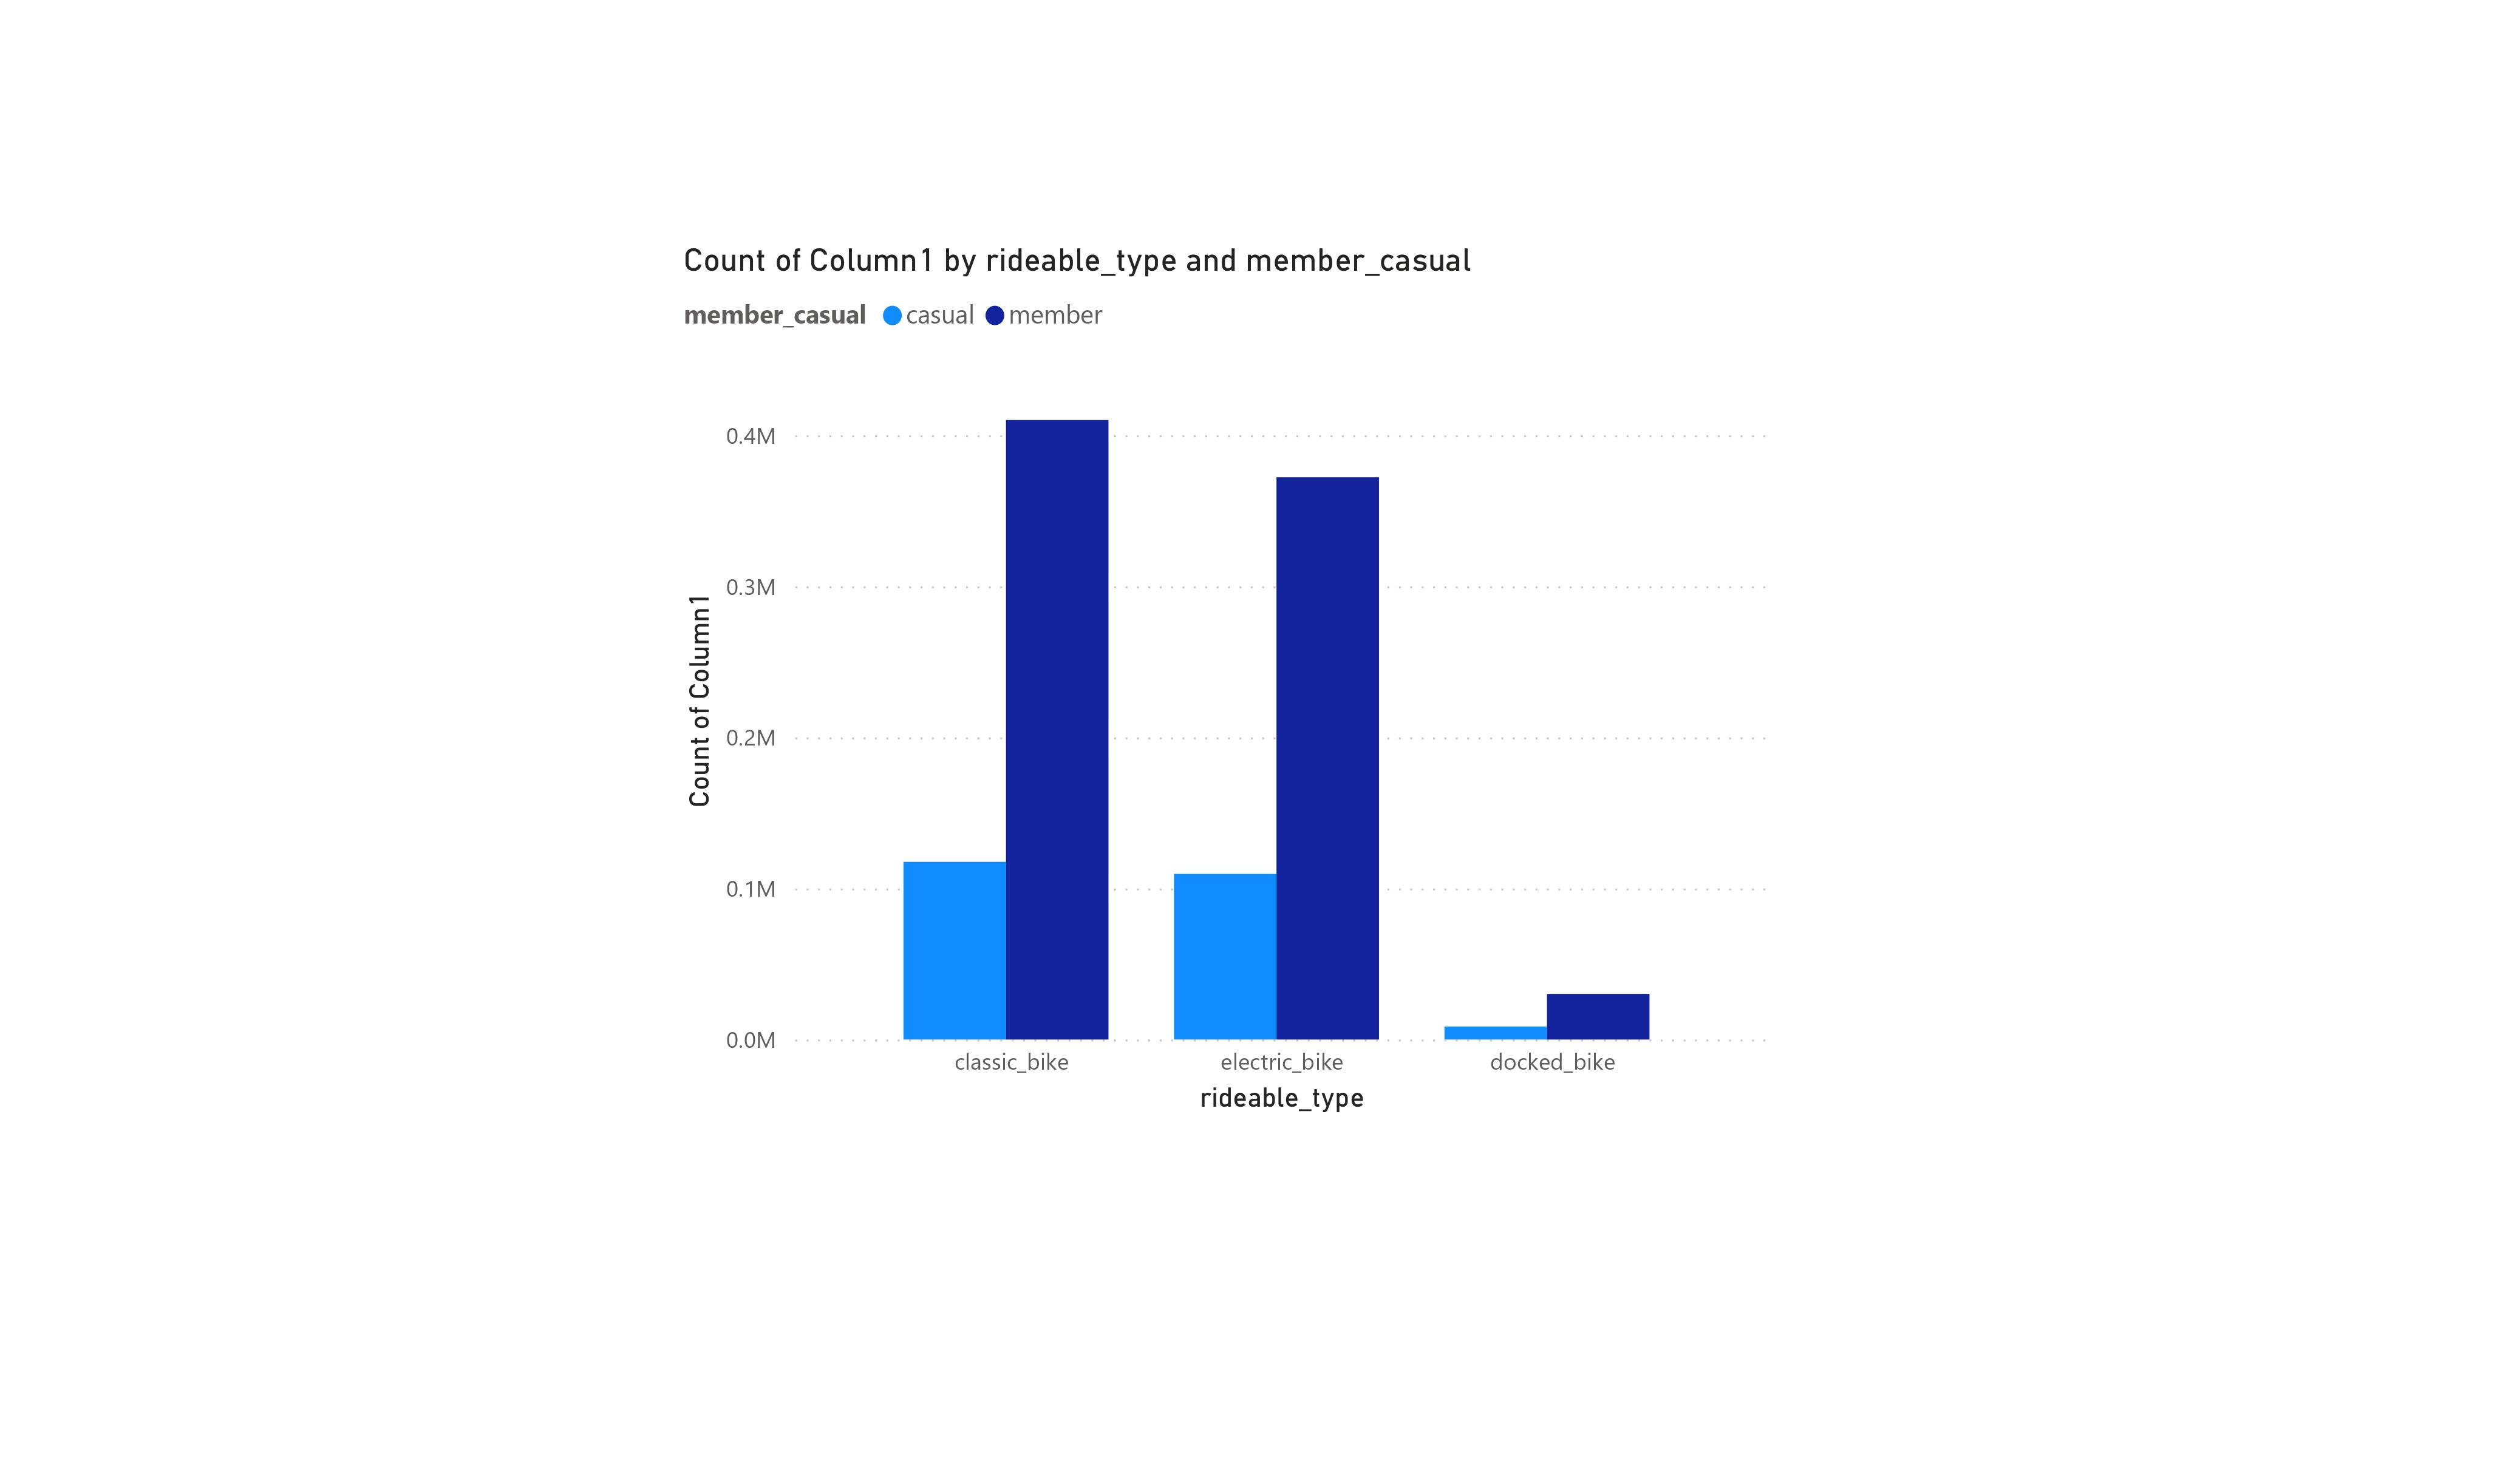 Count of Column1 by rideable_type and member_casual
member_casual casual member
Count of Column1
0.4M
0.3M
0.2M
0.1M
0.0M
classic_bike electric_bike docked_bike
rideable_type